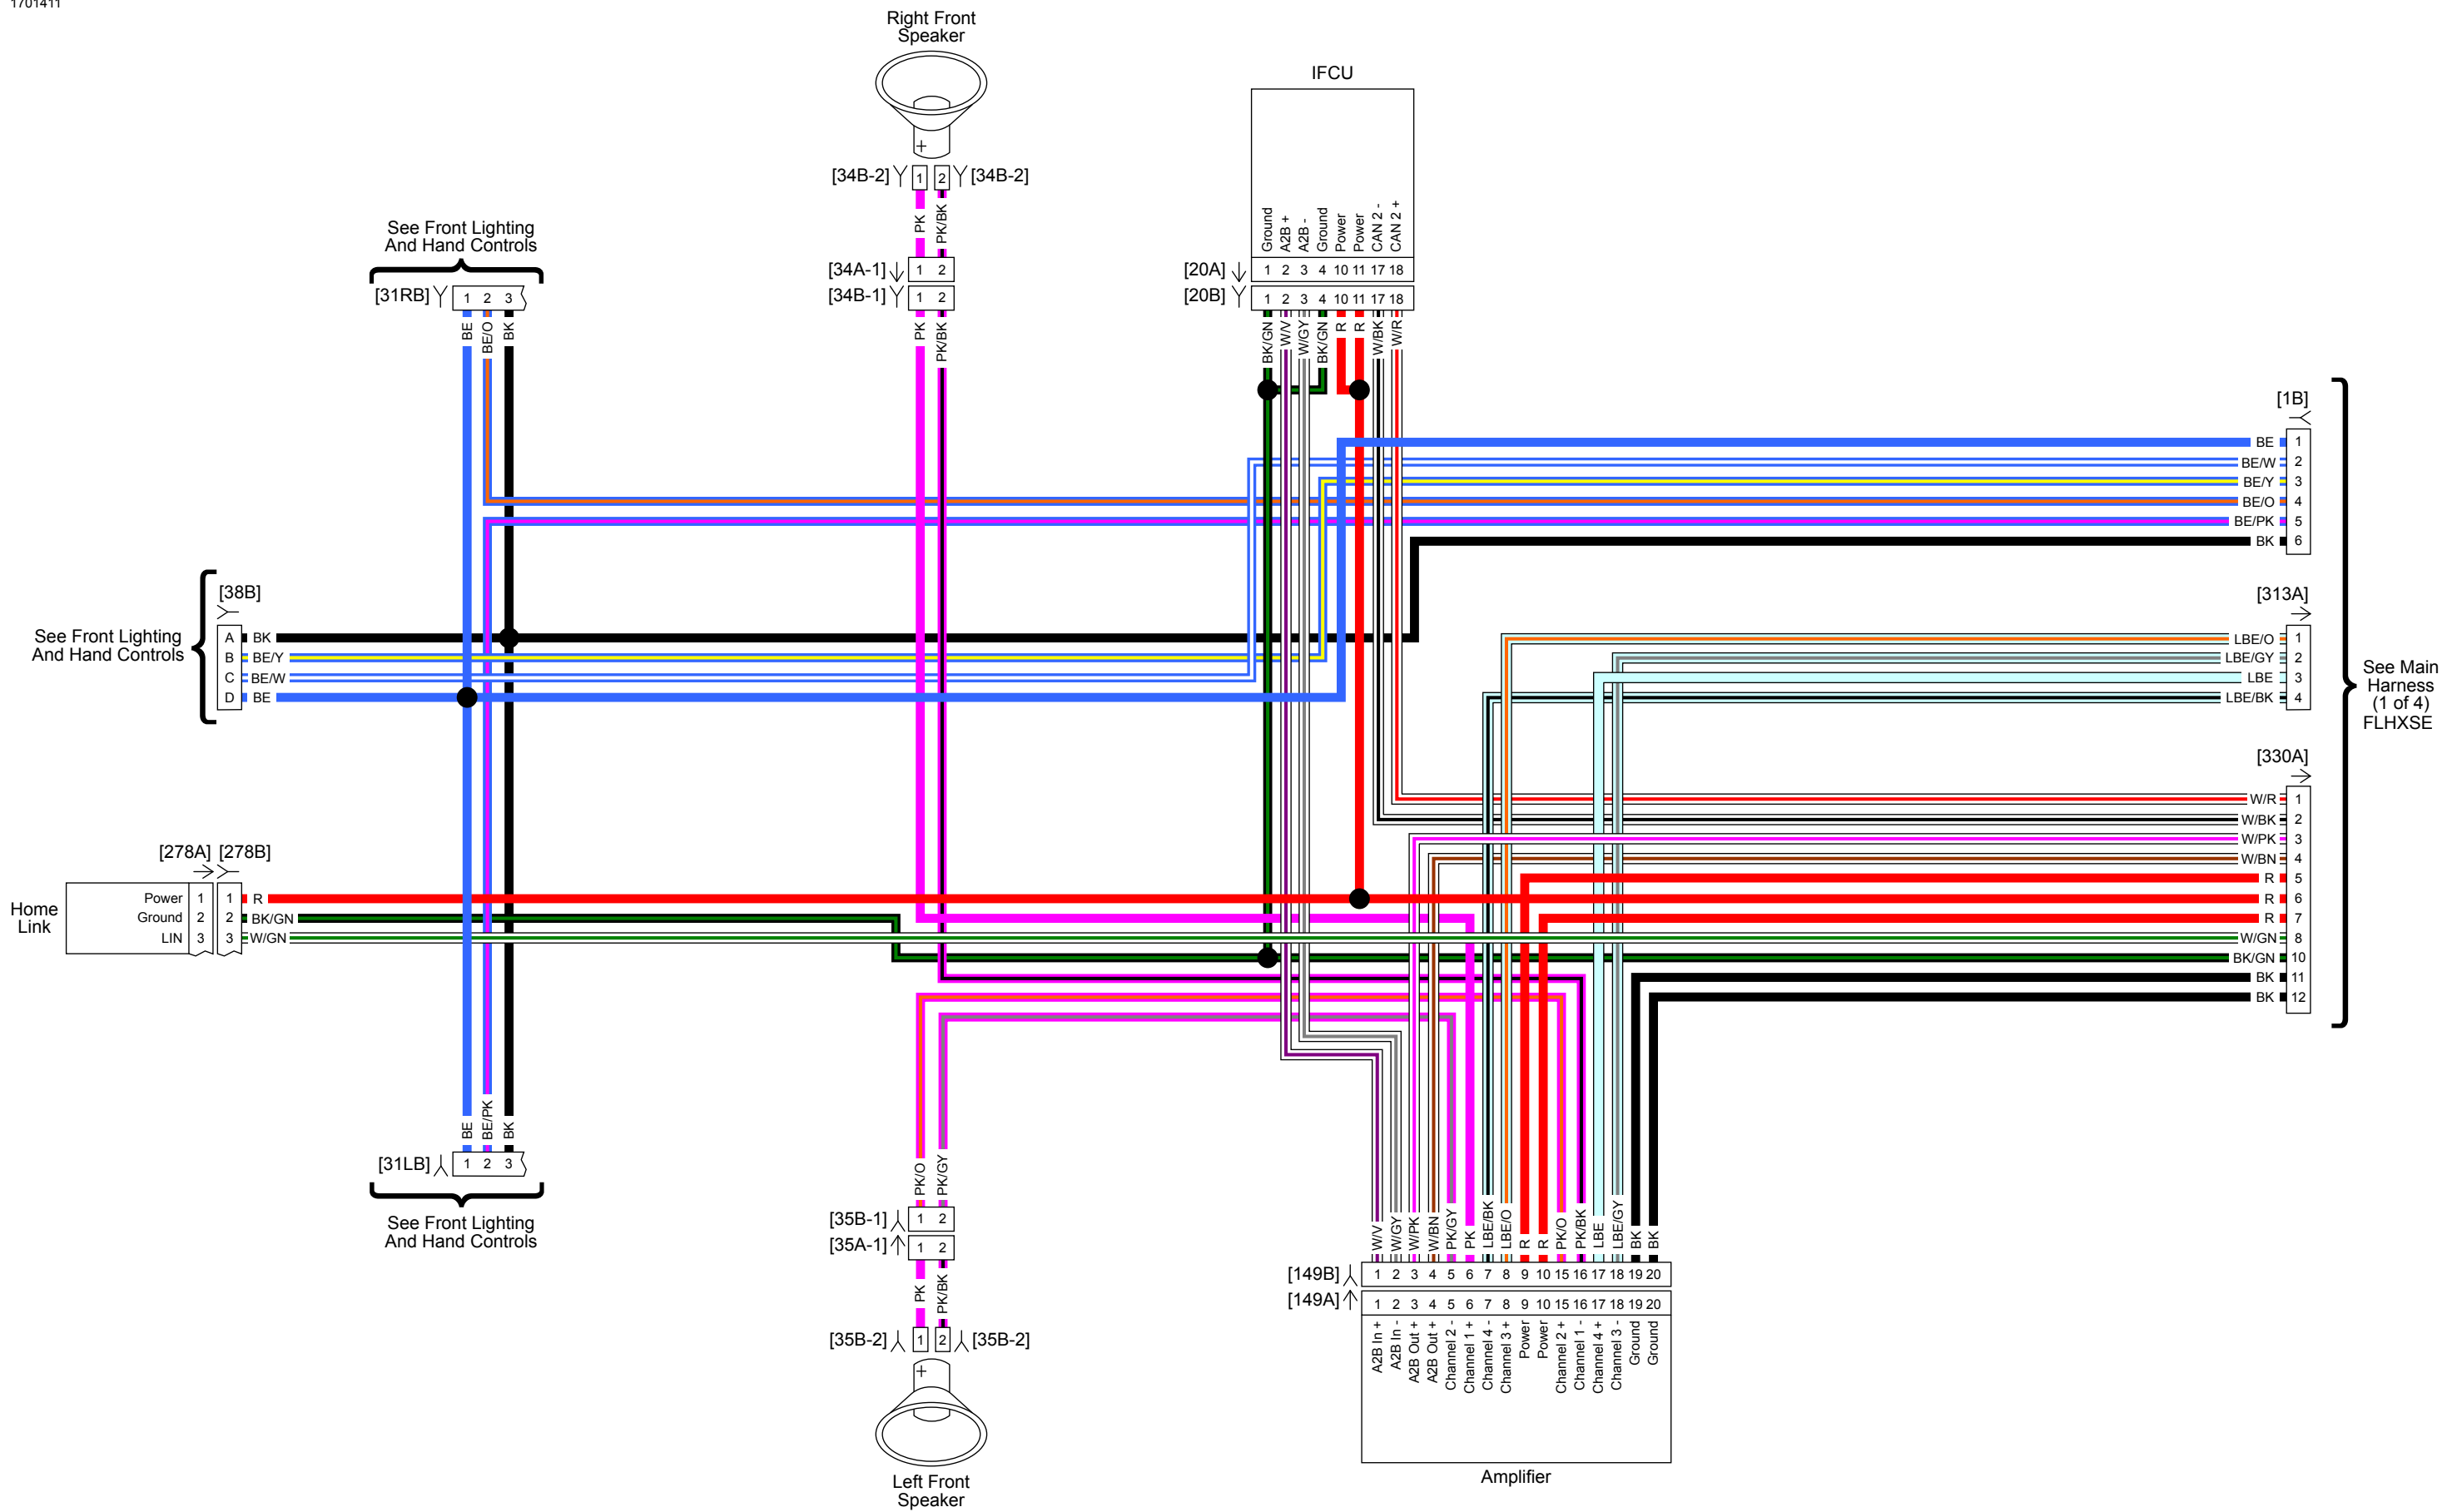 1701411
Right Front
Speaker
[34B-2] 1 2 [34B-2]
PK PK/BK
[34A-1] 1 2
[34B-1] 1 2
PK PK/BK
IFCU
Ground A2B + A2B - Ground Power Power CAN 2 - CAN 2 +
[20A] 1 2 3 4 10 11 17 18
[20B] 1 2 3 4 10 11 17 18
BK/GN W/V W/GY BK/GN R R W/BK W/R
See Front Lighting
And Hand Controls
[31RB] 1 2 3
BE BE/O BK
[1B]
BE 1
BE/W 2
BE/Y 3
BE/O 4
BE/PK 5
BK 6
[38B]
See Front Lighting
And Hand Controls
A BK
B BE/Y
C BE/W
D BE
[313A]
LBE/O 1
LBE/GY 2
LBE 3
LBE/BK 4
See Main
Harness
(1 of 4)
FLHXSE
[330A]
W/R 1
W/BK 2
W/PK 3
W/BN 4
R 5
R 6
R 7
W/GN 8
BK/GN 10
BK 11
BK 12
[278A] [278B]
Home
Link
Power 1 1 R
Ground 2 2 BK/GN
LIN 3 3 W/GN
BE BE/PK BK
[31LB] 1 2 3
See Front Lighting
And Hand Controls
PK/O PK/GY
[35B-1] 1 2
[35A-1] 1 2
PK PK/BK
[35B-2] 1 2 [35B-2]
Left Front
Speaker
W/V W/GY W/PK W/BN PK/GY PK LBE/BK LBE/O R R PK/O PK/BK LBE LBE/GY BK BK
[149B] 1 2 3 4 5 6 7 8 9 10 15 16 17 18 19 20
[149A] 1 2 3 4 5 6 7 8 9 10 15 16 17 18 19 20
A2B In + A2B In - A2B Out + A2B Out + Channel 2 - Channel 1 + Channel 4 - Channel 3 + Power Power Channel 2 + Channel 1 - Channel 4 + Channel 3 - Ground Ground
Amplifier